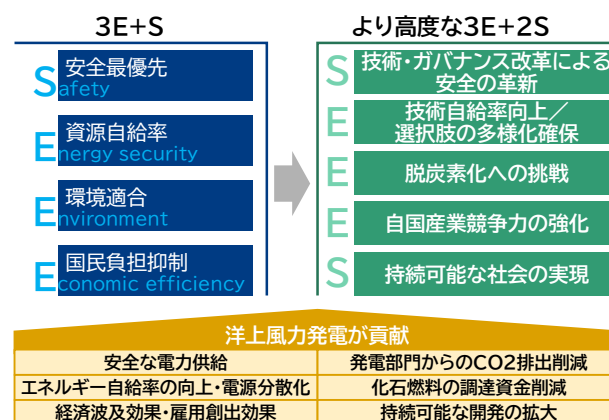 3E+S
安全最優先
Safety
資源自給率
Energy security
環境適合
Environment
国民負担抑制
Economic efficiency
より高度な3E+2S
S 技術・ガバナンス改革による
安全の革新
E 技術自給率向上／
選択肢の多様化確保
E 脱炭素化への挑戦
E 自国産業競争力の強化
S 持続可能な社会の実現
洋上風力発電が貢献
安全な電力供給 発電部門からのCO2排出削減
エネルギー自給率の向上・電源分散化 化石燃料の調達資金削減
経済波及効果・雇用創出効果 持続可能な開発の拡大